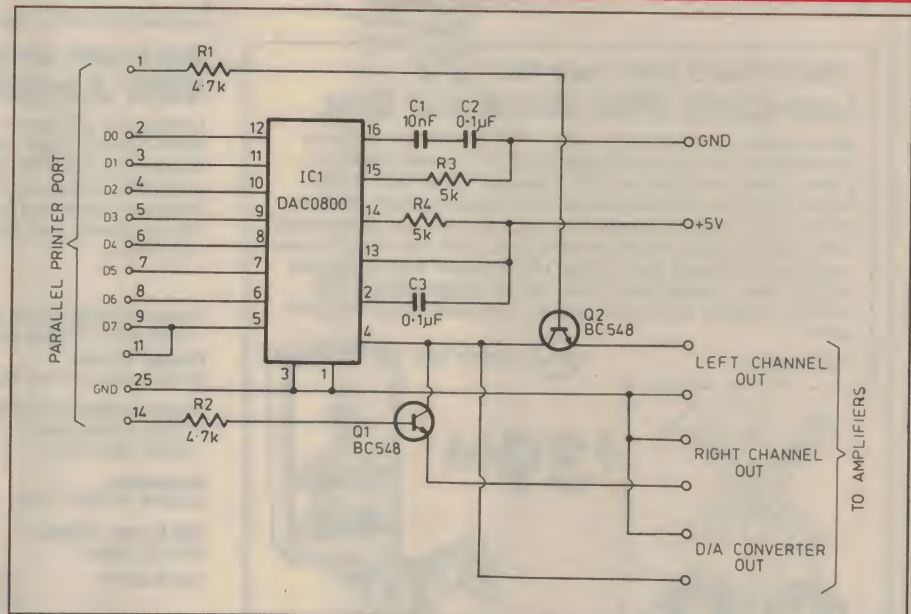 1
R1
4.7k
PARALLEL PRINTER PORT
D0 2
D1 3
D2 4
D3 5
D4 6
D5 7
D6 8
D7 9
11
GND 25
14
R2
4.7k
12
11
10
9
8
7
6
5
IC1
DAC0800
3 1
16
15
14
13
2
4
C1
10nF
C2
0.1µF
R3
5k
R4
5k
C3
0.1µF
Q1
BC548
Q2
BC548
GND
+5V
LEFT CHANNEL
OUT
RIGHT CHANNEL
OUT
D/A CONVERTER
OUT
TO AMPLIFIERS